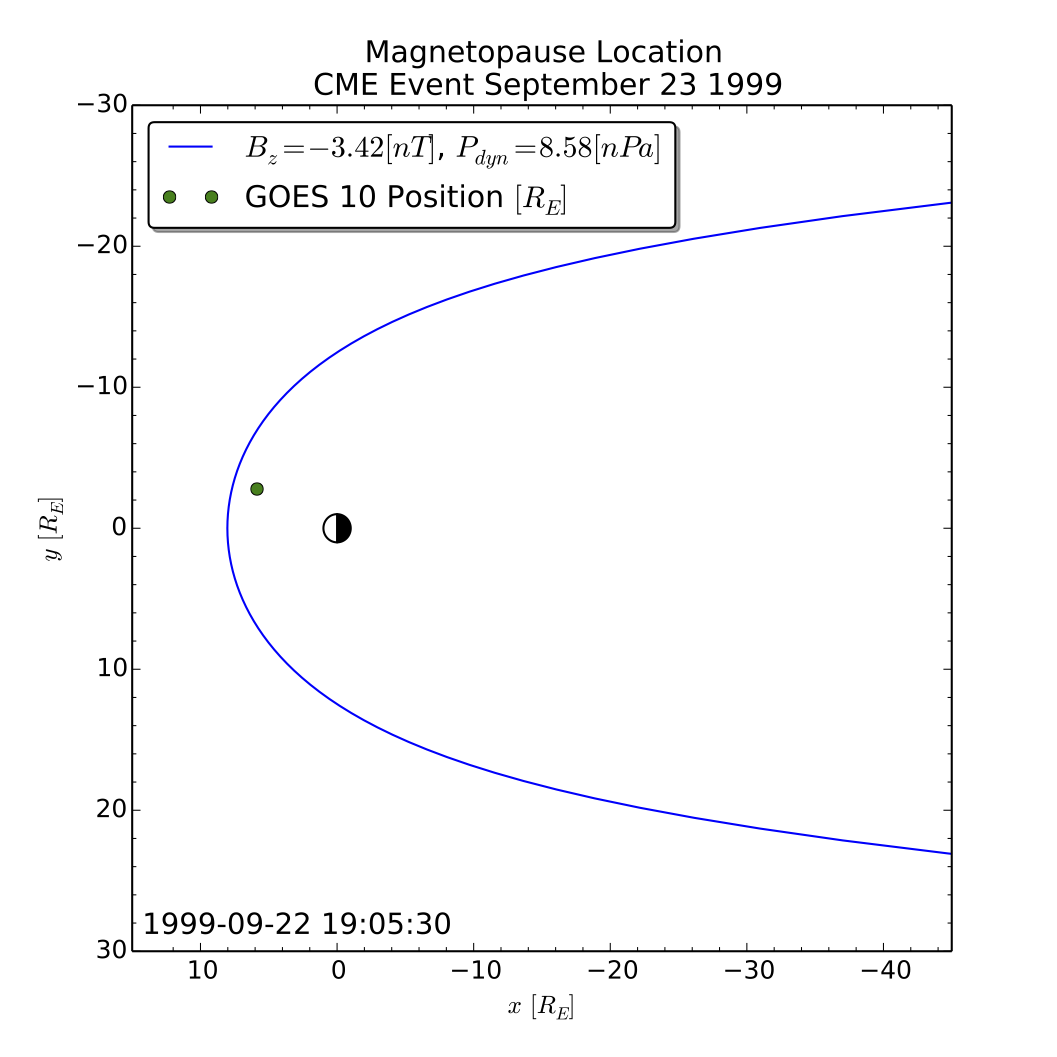 Magnetopause Location
CME Event September 23 1999
B_z=−3.42[nT], P_dyn=8.58[nPa]
GOES 10 Position [R_E]
−30
−20
−10
0
10
20
30
y [R_E]
1999-09-22 19:05:30
10 0 −10 −20 −30 −40
x [R_E]